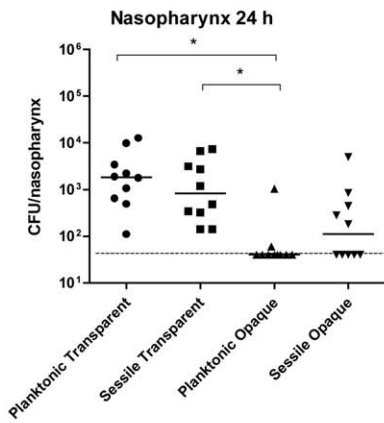 Nasopharynx 24 h
*
*
CFU/nasopharynx
10⁶
10⁵
10⁴
10³
10²
10¹
Planktonic Transparent
Sessile Transparent
Planktonic Opaque
Sessile Opaque